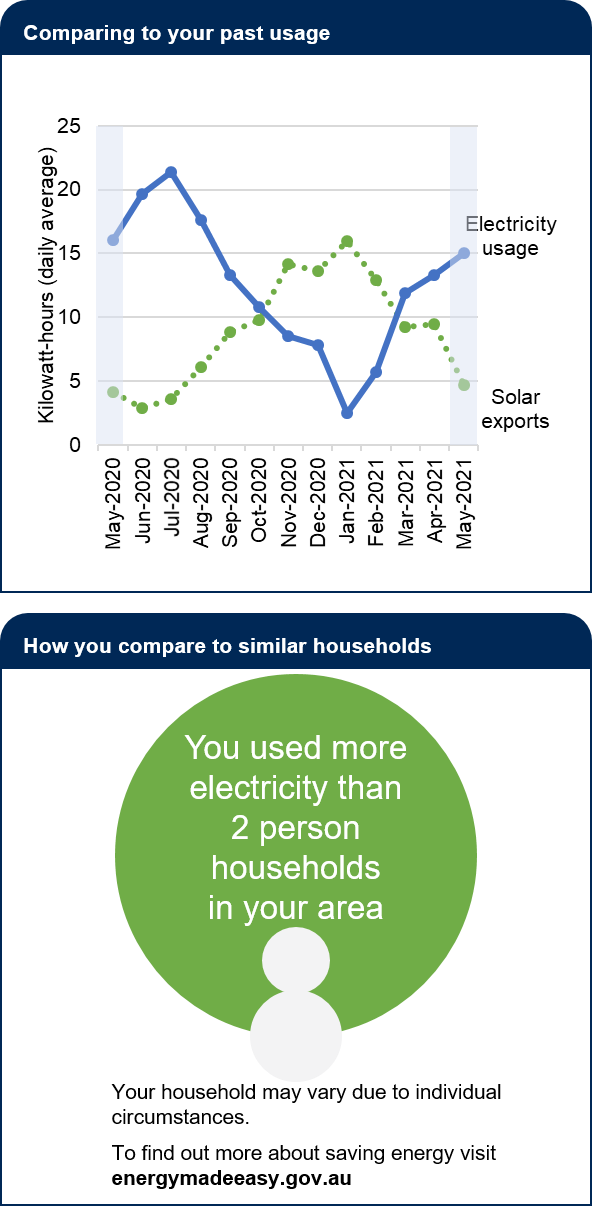 Comparing to your past usage
Kilowatt-hours (daily average)
25
20
15
10
5
0
Electricity
usage
Solar
exports
May-2020
Jun-2020
Jul-2020
Aug-2020
Sep-2020
Oct-2020
Nov-2020
Dec-2020
Jan-2021
Feb-2021
Mar-2021
Apr-2021
May-2021
How you compare to similar households
You used more
electricity than
2 person
households
in your area
Your household may vary due to individual
circumstances.
To find out more about saving energy visit
energymadeeasy.gov.au